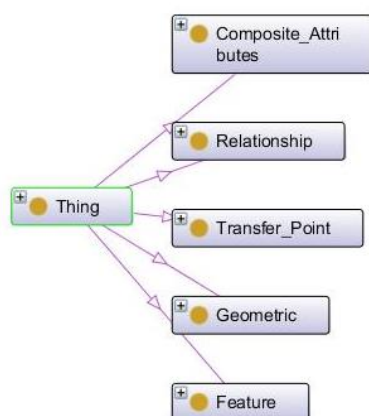 Composite_Attri
butes
Relationship
Thing
Transfer_Point
Geometric
Feature